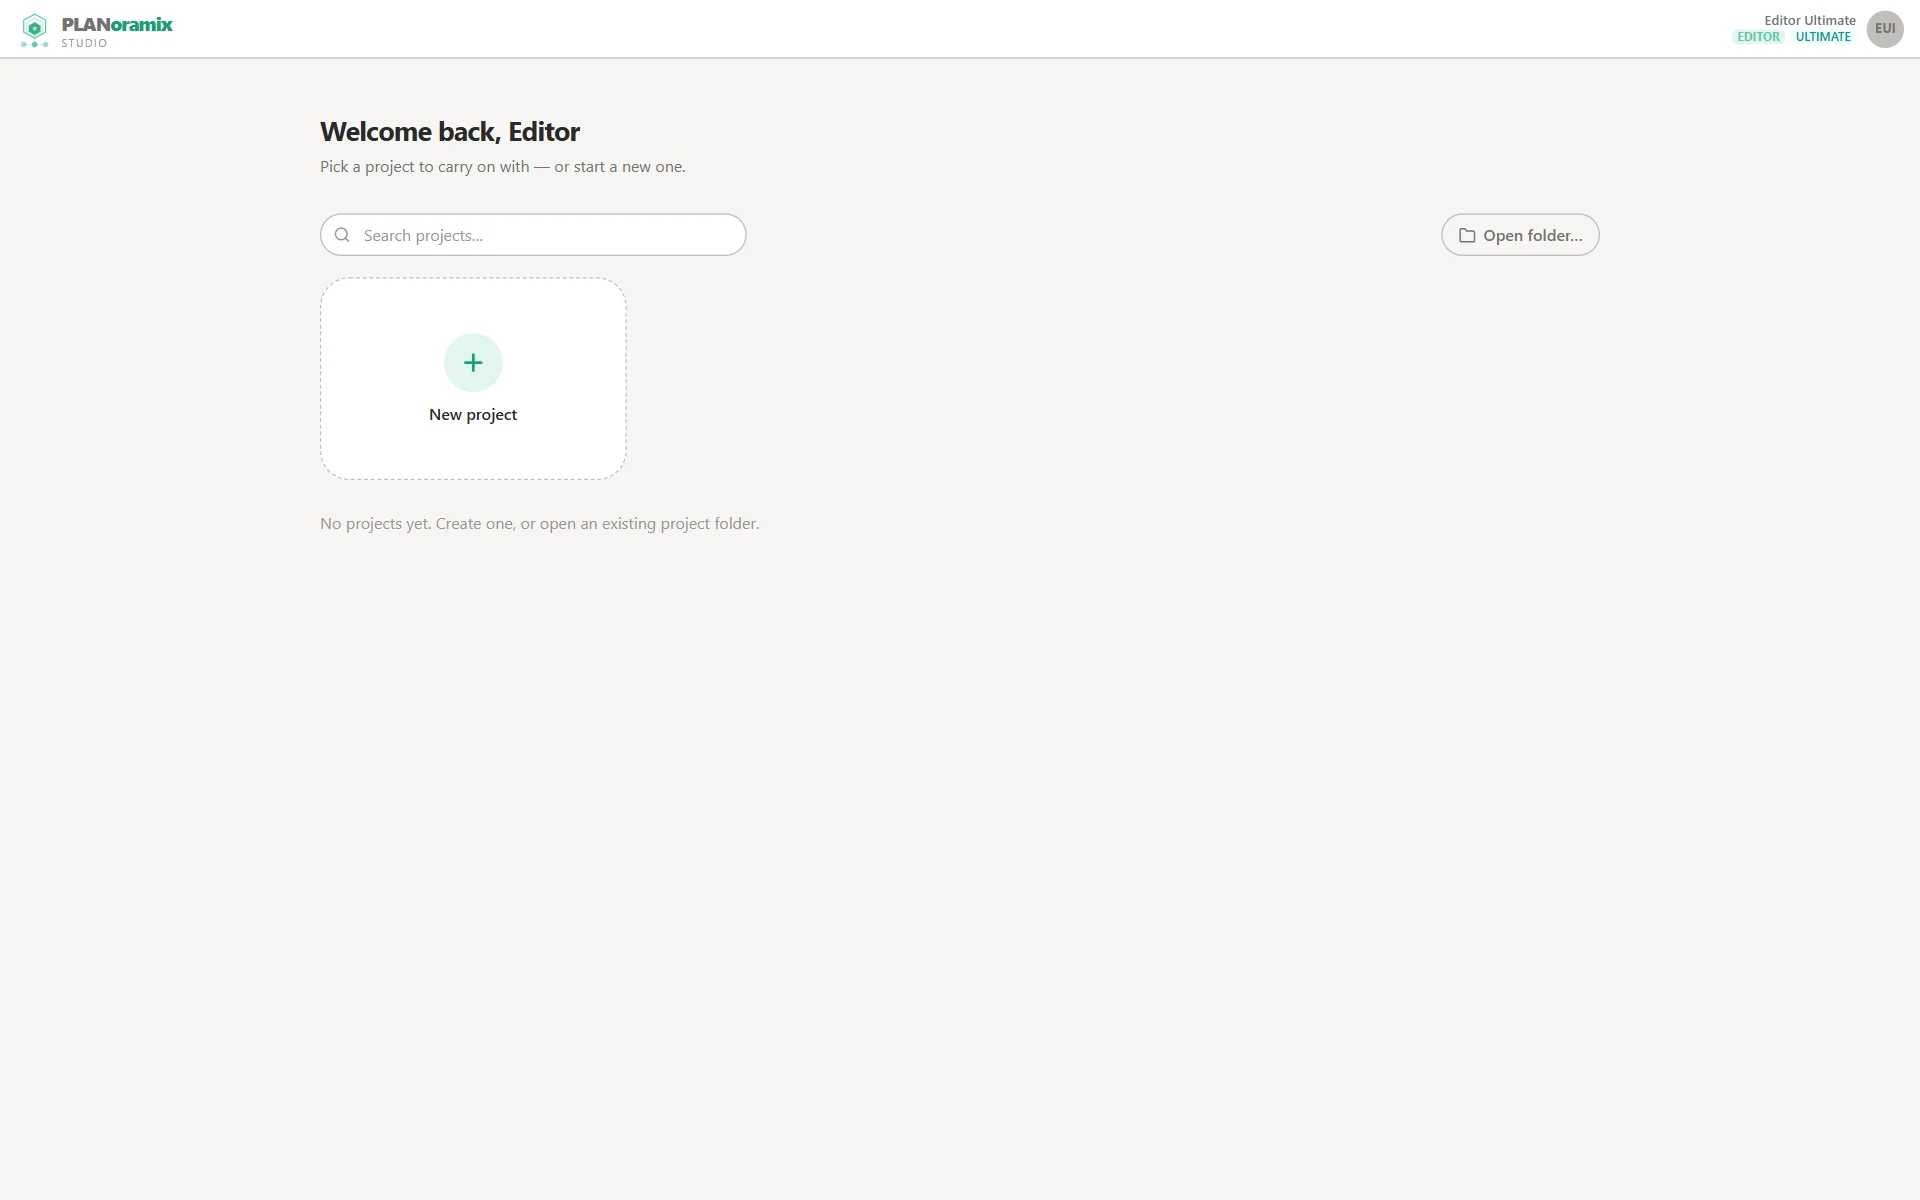 PLANoramix
STUDIO
Editor Ultimate
EDITOR ULTIMATE
EUI
Welcome back, Editor
Pick a project to carry on with — or start a new one.
Search projects...
Open folder...
New project
No projects yet. Create one, or open an existing project folder.